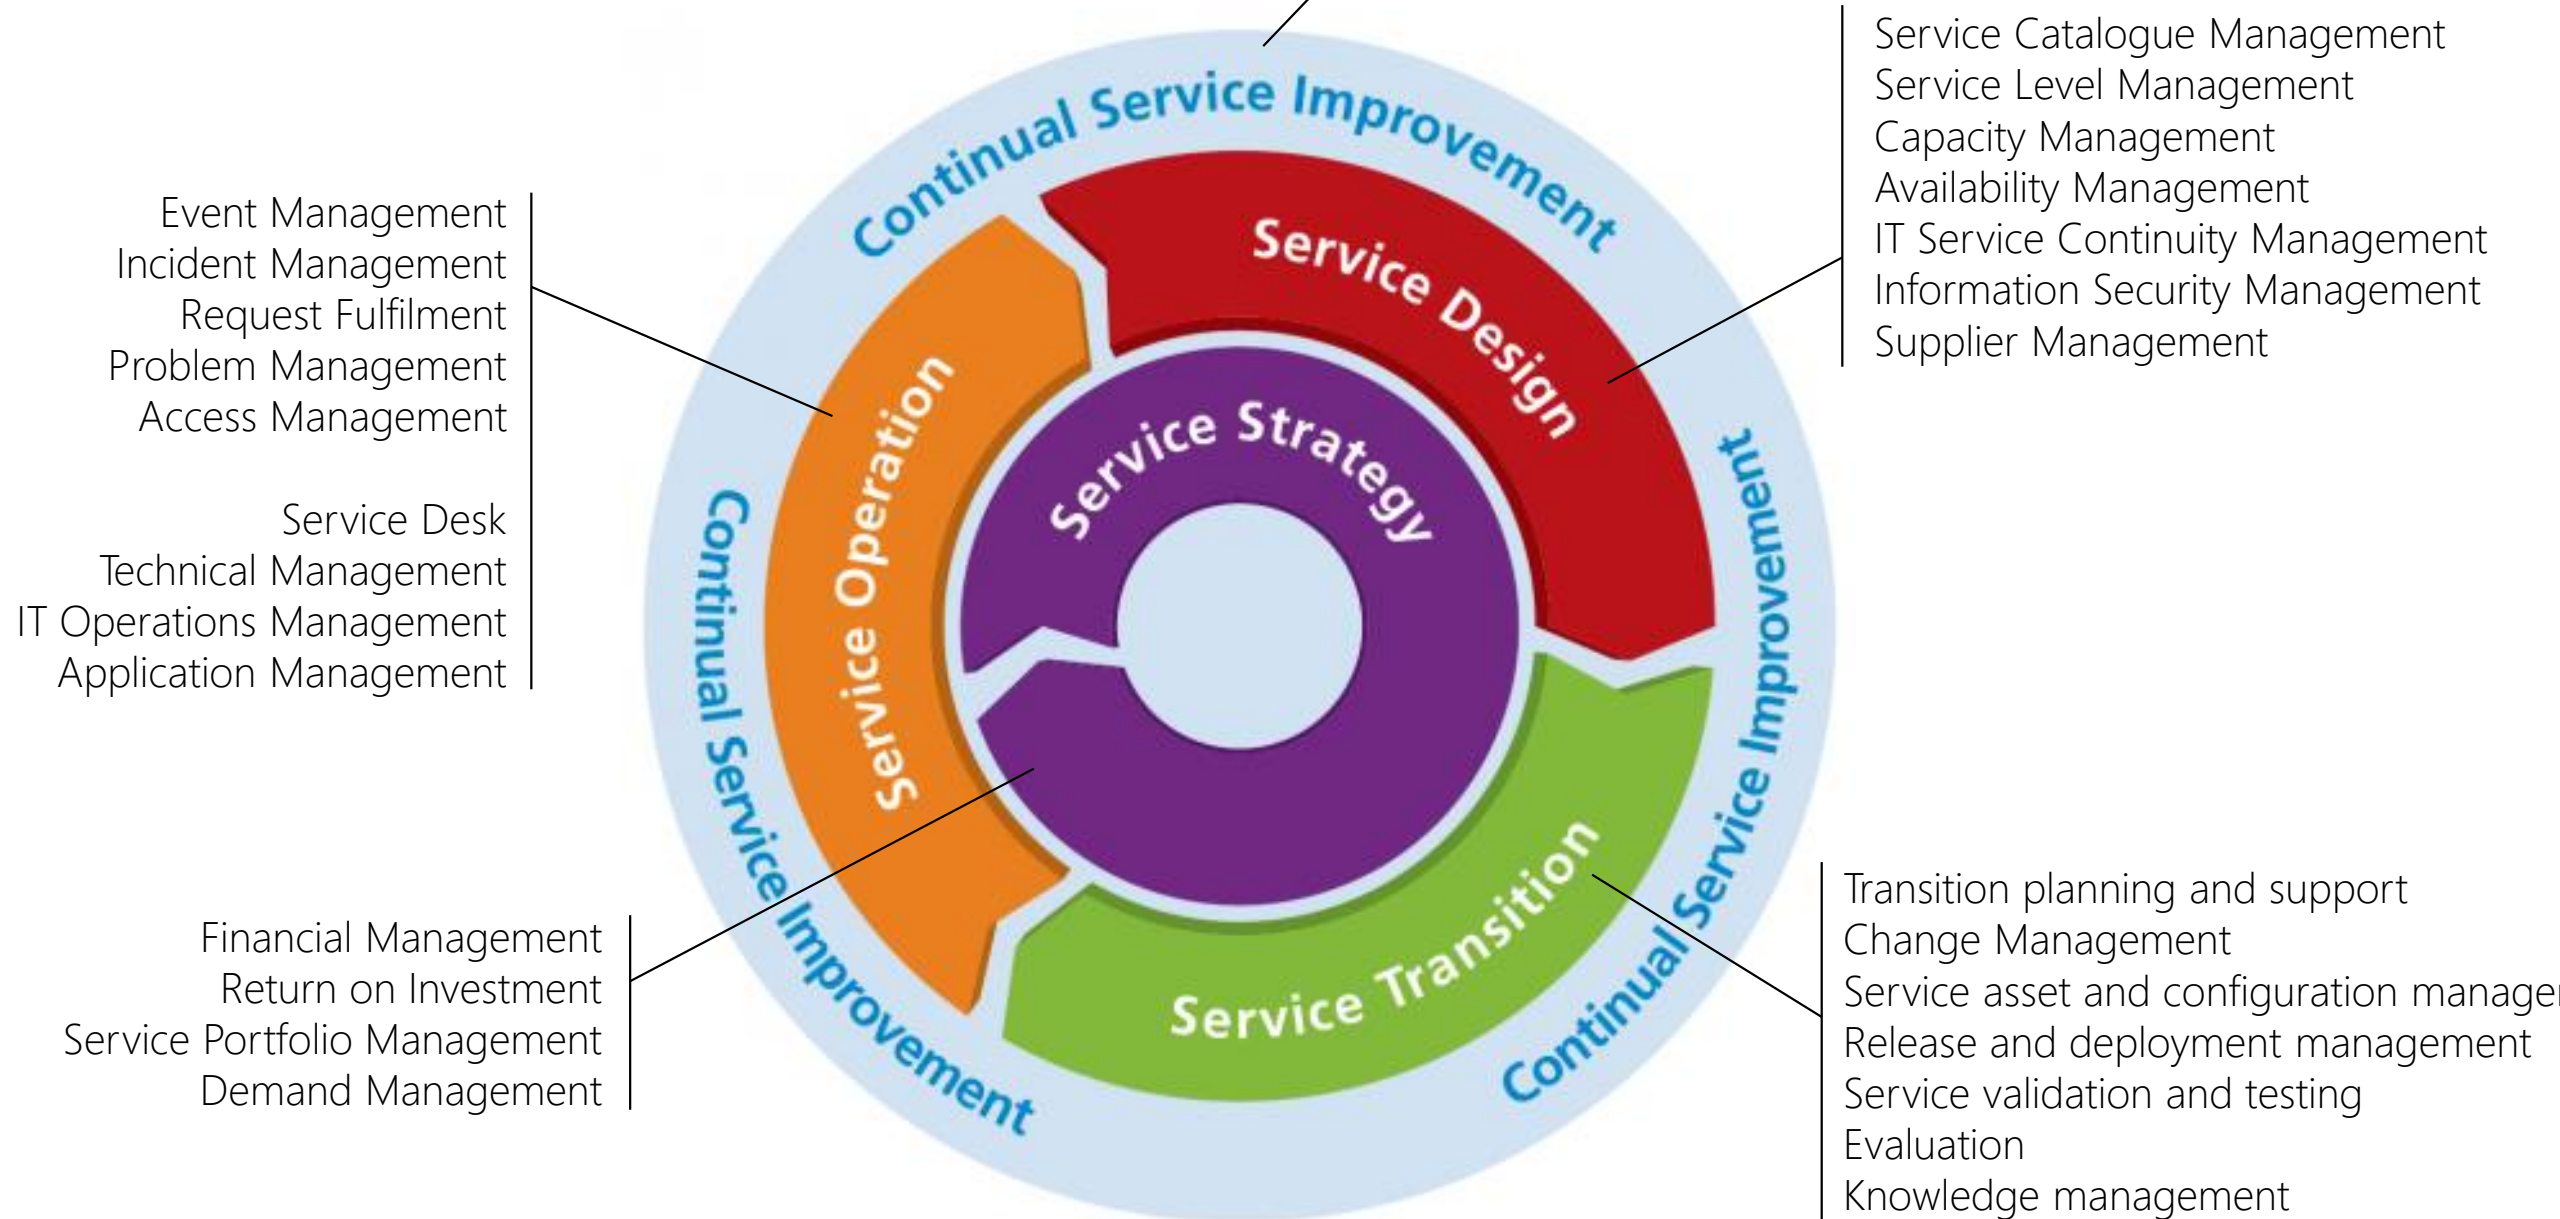 Continual Service Improvement
Service Design
Service Strategy
Service Operation
Service Transition
Continual Service Improvement
Continual Service Improvement
Service Catalogue Management
Service Level Management
Capacity Management
Availability Management
IT Service Continuity Management
Information Security Management
Supplier Management
Event Management
Incident Management
Request Fulfilment
Problem Management
Access Management
Service Desk
Technical Management
IT Operations Management
Application Management
Financial Management
Return on Investment
Service Portfolio Management
Demand Management
Transition planning and support
Change Management
Service asset and configuration
Release and deployment management
Service validation and testing
Evaluation
Knowledge management